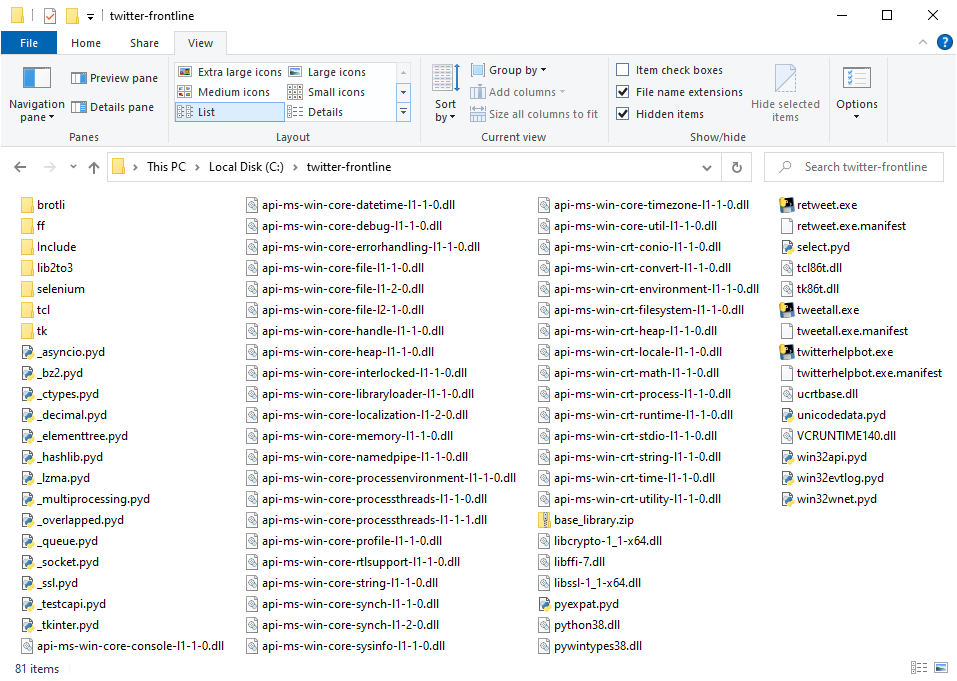 twitter-frontline
File Home Share View
Navigation pane
Preview pane
Details pane
Panes
Extra large icons Large icons
Medium icons Small icons
List Details
Layout
Sort by
Group by
Add columns
Size all columns to fit
Current view
Item check boxes
File name extensions
Hidden items
Hide selected items
Show/hide
Options
This PC > Local Disk (C:) > twitter-frontline
Search twitter-frontline
brotli
ff
Include
lib2to3
selenium
tcl
tk
_asyncio.pyd
_bz2.pyd
_ctypes.pyd
_decimal.pyd
_elementtree.pyd
_hashlib.pyd
_lzma.pyd
_multiprocessing.pyd
_overlapped.pyd
_queue.pyd
_socket.pyd
_ssl.pyd
_testcapi.pyd
_tkinter.pyd
api-ms-win-core-console-l1-1-0.dll
api-ms-win-core-datetime-l1-1-0.dll
api-ms-win-core-debug-l1-1-0.dll
api-ms-win-core-errorhandling-l1-1-0.dll
api-ms-win-core-file-l1-1-0.dll
api-ms-win-core-file-l1-2-0.dll
api-ms-win-core-file-l2-1-0.dll
api-ms-win-core-handle-l1-1-0.dll
api-ms-win-core-heap-l1-1-0.dll
api-ms-win-core-interlocked-l1-1-0.dll
api-ms-win-core-libraryloader-l1-1-0.dll
api-ms-win-core-localization-l1-2-0.dll
api-ms-win-core-memory-l1-1-0.dll
api-ms-win-core-namedpipe-l1-1-0.dll
api-ms-win-core-processenvironment-l1-1-0.dll
api-ms-win-core-processthreads-l1-1-0.dll
api-ms-win-core-processthreads-l1-1-1.dll
api-ms-win-core-profile-l1-1-0.dll
api-ms-win-core-rtlsupport-l1-1-0.dll
api-ms-win-core-string-l1-1-0.dll
api-ms-win-core-synch-l1-1-0.dll
api-ms-win-core-synch-l1-2-0.dll
api-ms-win-core-sysinfo-l1-1-0.dll
api-ms-win-core-timezone-l1-1-0.dll
api-ms-win-core-util-l1-1-0.dll
api-ms-win-crt-conio-l1-1-0.dll
api-ms-win-crt-convert-l1-1-0.dll
api-ms-win-crt-environment-l1-1-0.dll
api-ms-win-crt-filesystem-l1-1-0.dll
api-ms-win-crt-heap-l1-1-0.dll
api-ms-win-crt-locale-l1-1-0.dll
api-ms-win-crt-math-l1-1-0.dll
api-ms-win-crt-process-l1-1-0.dll
api-ms-win-crt-runtime-l1-1-0.dll
api-ms-win-crt-stdio-l1-1-0.dll
api-ms-win-crt-string-l1-1-0.dll
api-ms-win-crt-time-l1-1-0.dll
api-ms-win-crt-utility-l1-1-0.dll
base_library.zip
libcrypto-1_1-x64.dll
libffi-7.dll
libssl-1_1-x64.dll
pyexpat.pyd
python38.dll
pywintypes38.dll
retweet.exe
retweet.exe.manifest
select.pyd
tcl86t.dll
tk86t.dll
tweetall.exe
tweetall.exe.manifest
twitterhelpbot.exe
twitterhelpbot.exe.manifest
ucrtbase.dll
unicodedata.pyd
VCRUNTIME140.dll
win32api.pyd
win32evtlog.pyd
win32wnet.pyd
81 items